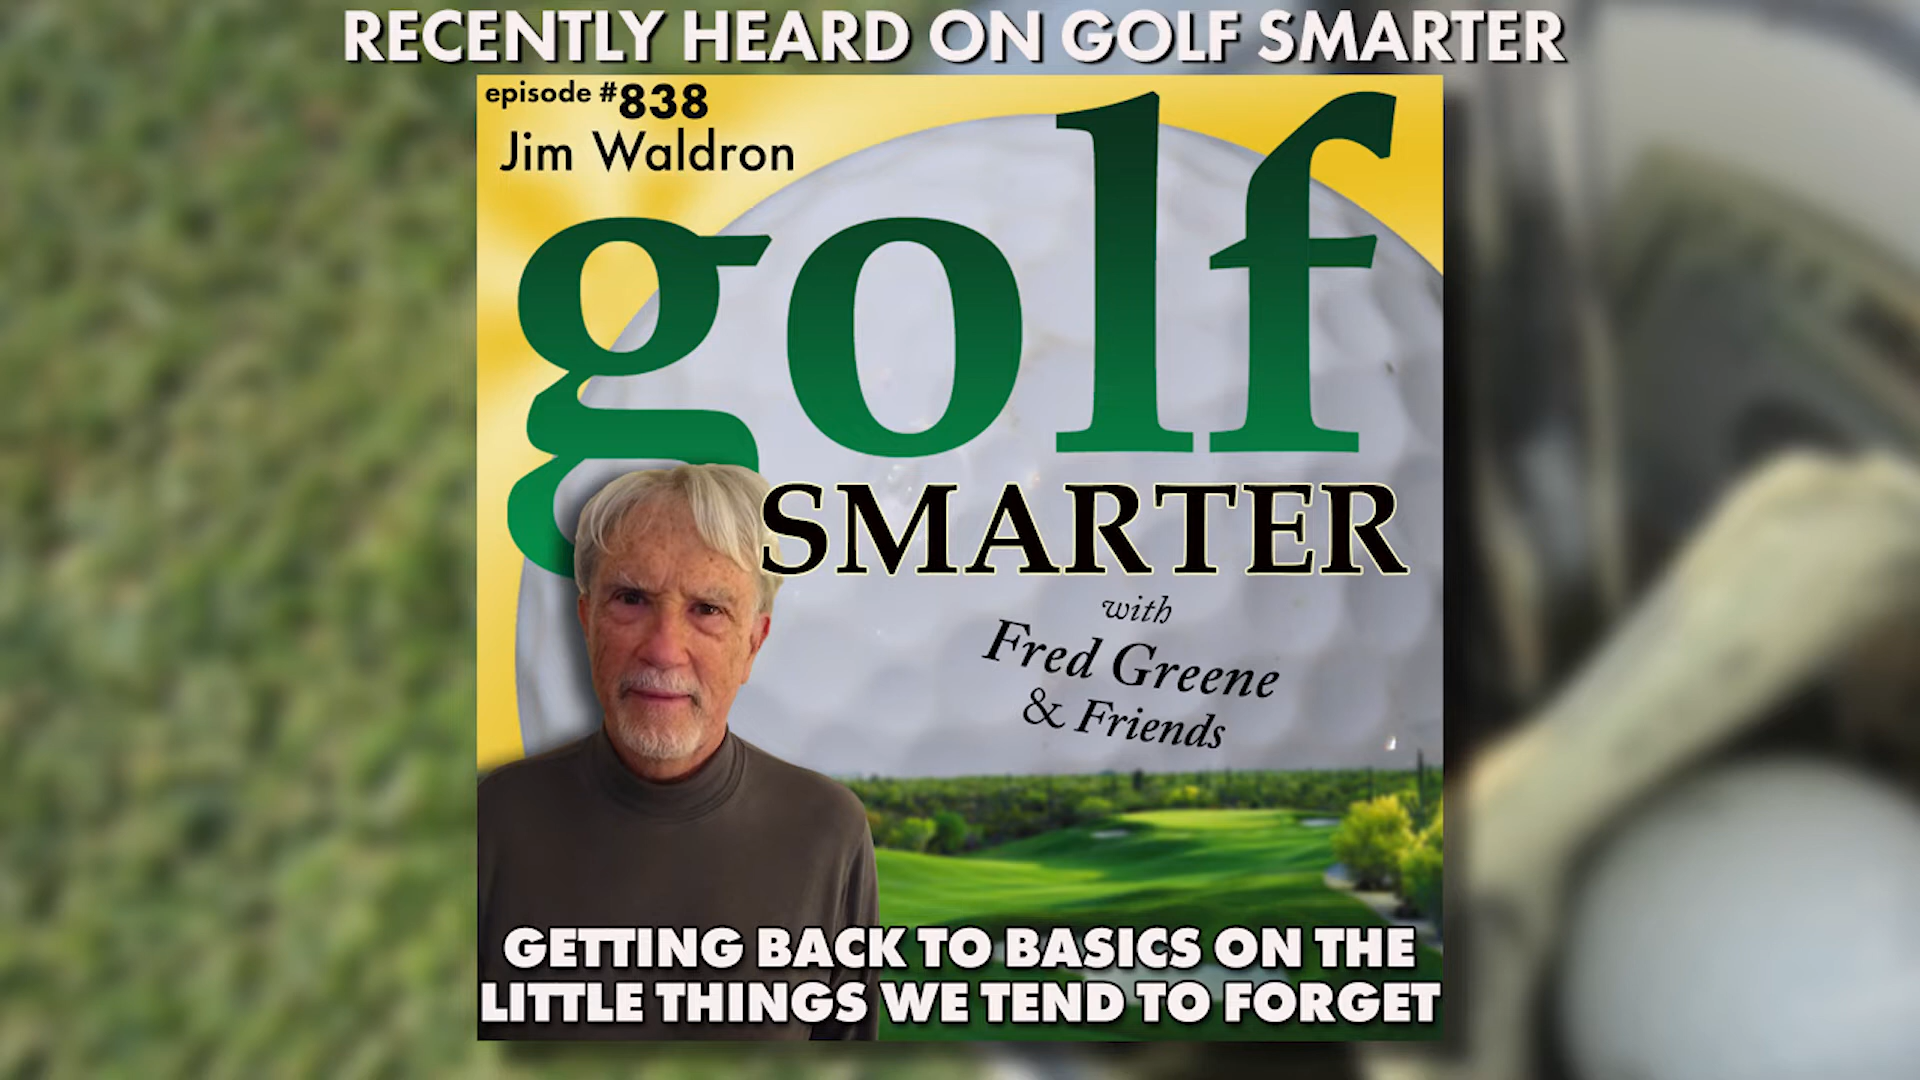 RECENTLY HEARD ON GOLF SMARTER
episode #838
Jim Waldron
golf
SMARTER
with
Fred Greene
& Friends
GETTING BACK TO BASICS ON THE
LITTLE THINGS WE TEND TO FORGET